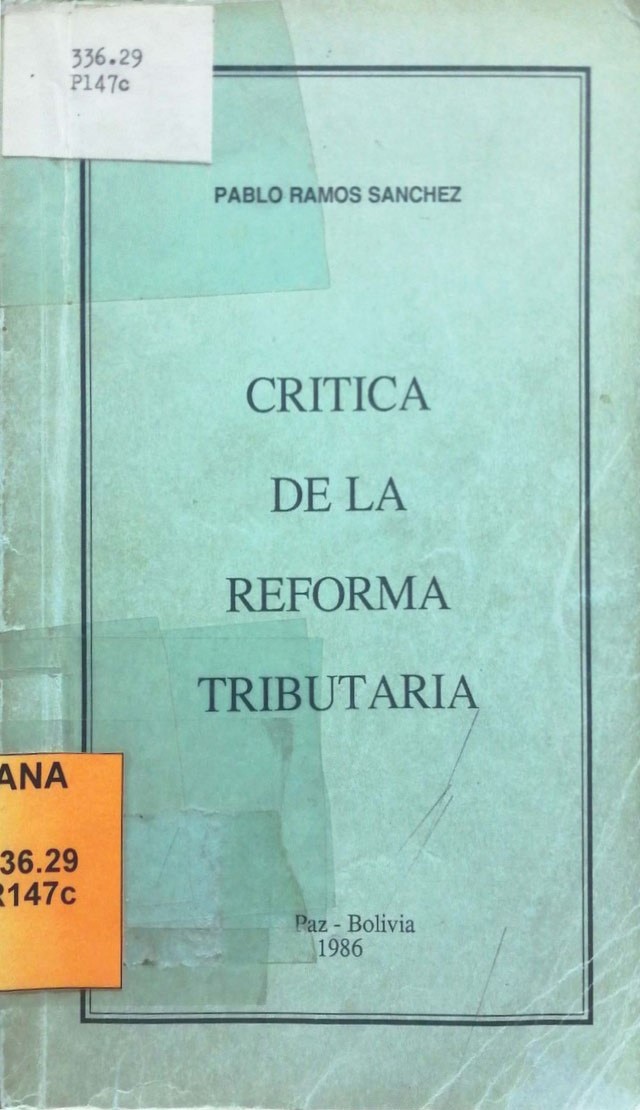 336.29
P147c
PABLO RAMOS SANCHEZ
CRITICA
DE LA
REFORMA
TRIBUTARIA
ANA
36.29
R147c
Paz - Bolivia
1986